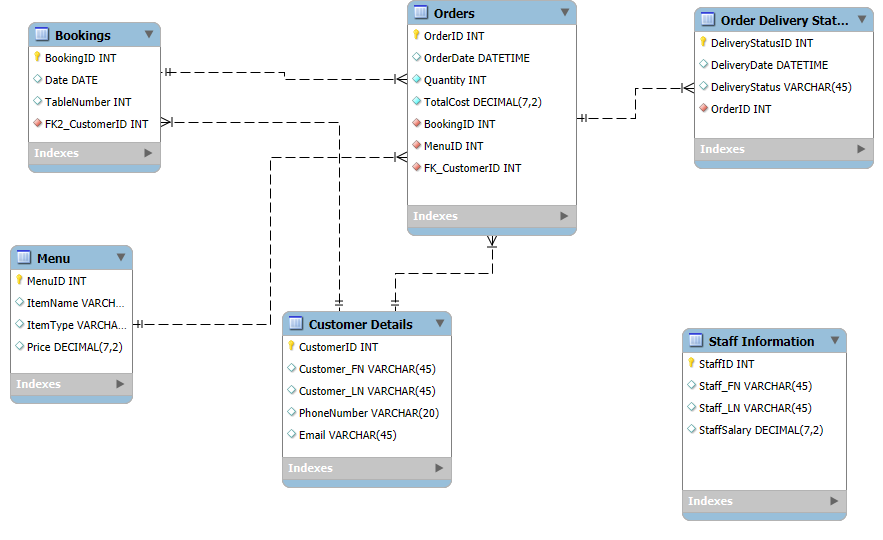 Bookings
BookingID INT
Date DATE
TableNumber INT
FK2_CustomerID INT
Indexes
Orders
OrderID INT
OrderDate DATETIME
Quantity INT
TotalCost DECIMAL(7,2)
BookingID INT
MenuID INT
FK_CustomerID INT
Indexes
Order Delivery Stat...
DeliveryStatusID INT
DeliveryDate DATETIME
DeliveryStatus VARCHAR(45)
OrderID INT
Indexes
Menu
MenuID INT
ItemName VARCH...
ItemType VARCHA...
Price DECIMAL(7,2)
Indexes
Customer Details
CustomerID INT
Customer_FN VARCHAR(45)
Customer_LN VARCHAR(45)
PhoneNumber VARCHAR(20)
Email VARCHAR(45)
Indexes
Staff Information
StaffID INT
Staff_FN VARCHAR(45)
Staff_LN VARCHAR(45)
StaffSalary DECIMAL(7,2)
Indexes